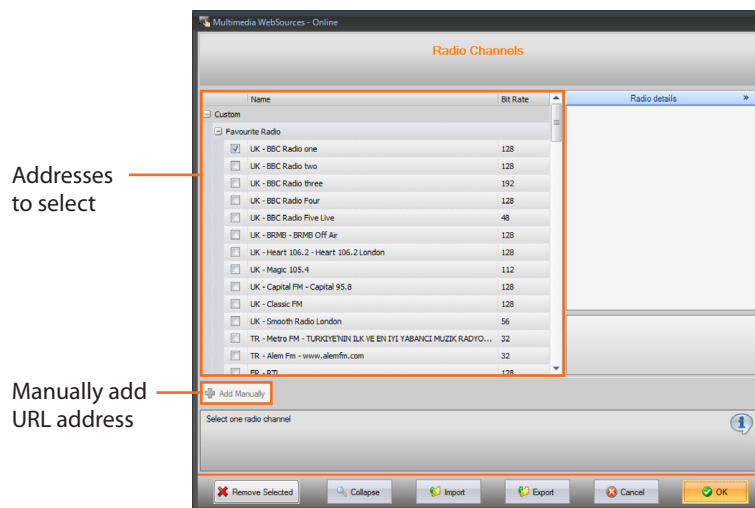 Multimedia WebSources - Online
Radio Channels
Name Bit Rate Radio details »
Custom
Favourite Radio
UK - BBC Radio one 128
UK - BBC Radio two 128
UK - BBC Radio three 192
UK - BBC Radio Four 128
UK - BBC Radio Five Live 48
UK - BRMB - BRMB Off Air 128
UK - Heart 106.2 - Heart 106.2 London 128
UK - Magic 105.4 112
UK - Capital FM - Capital 95.8 128
UK - Classic FM 128
UK - Smooth Radio London 56
TR - Metro FM - TURKIYE'NIN ILK VE EN IYI YABANCI MUZIK RADYO... 32
TR - Alem Fm - www.alemfm.com 32
FR - RTL 128
Addresses
to select
Manually add
URL address
Add Manually
Select one radio channel
Remove Selected Collapse Import Export Cancel OK